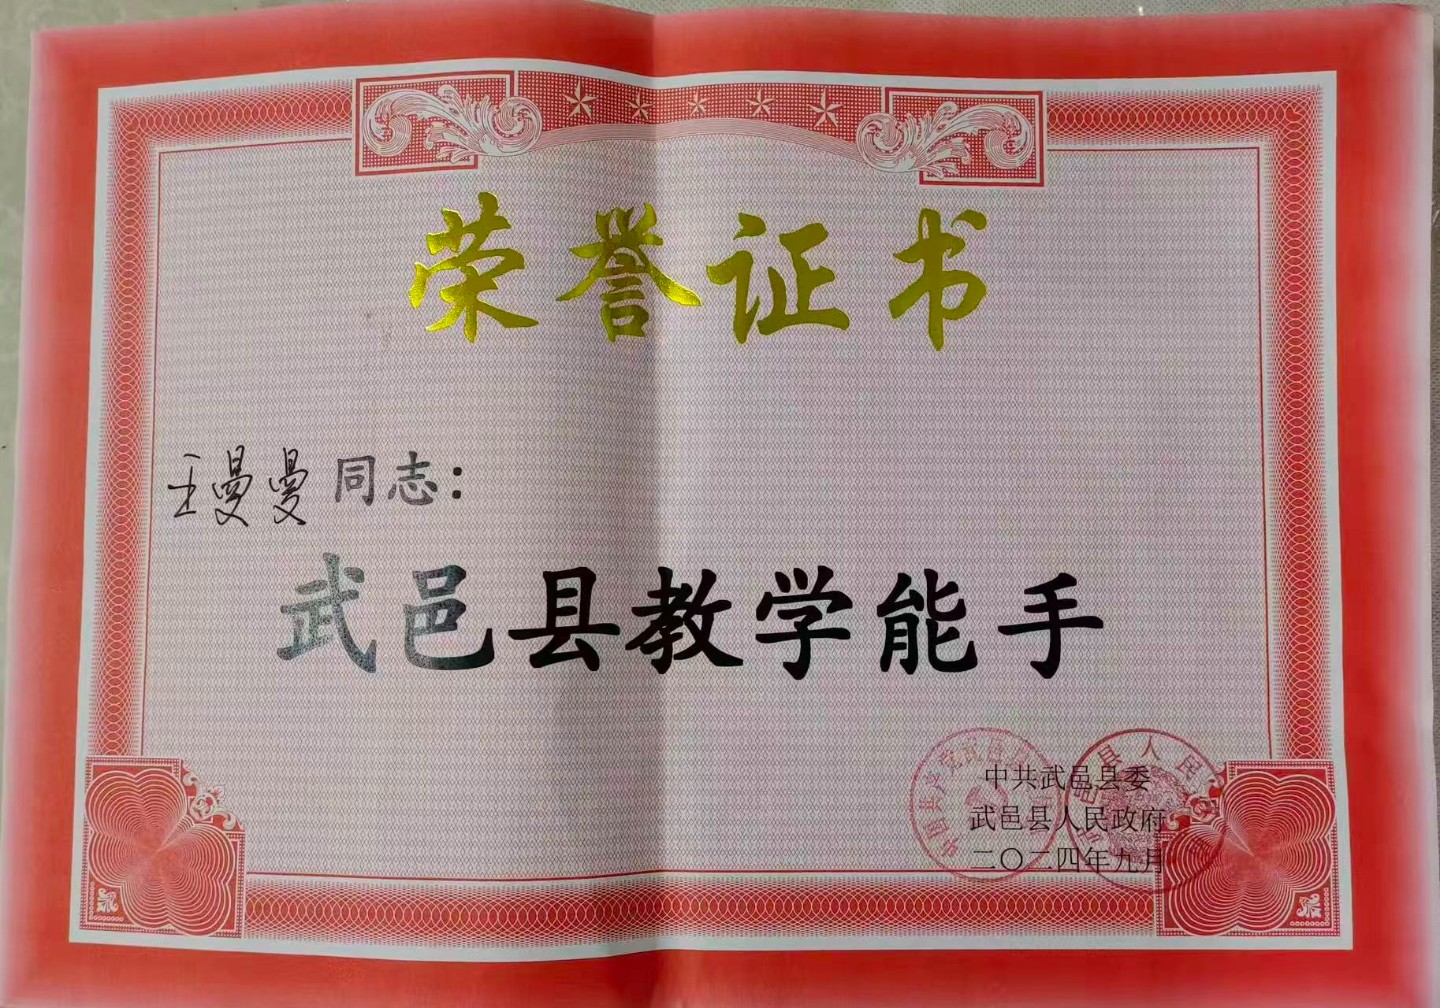 荣誉证书
王曼曼同志：
武邑县教学能手
中共武邑县委
武邑县人民政府
二〇二四年九月